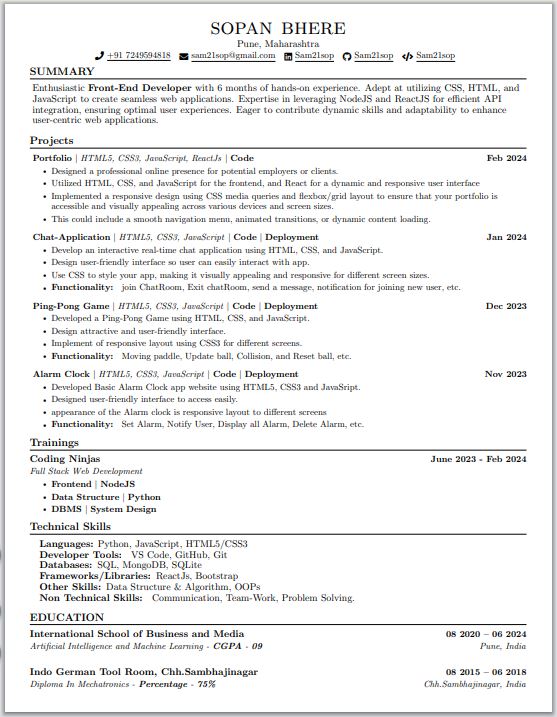 SOPAN BHERE
Pune, Maharashtra
+91 7249594818 sam21sop@gmail.com Sam21sop Sam21sop Sam21sop
SUMMARY
Enthusiastic Front-End Developer with 6 months of hands-on experience. Adept at utilizing CSS, HTML, and
JavaScript to create seamless web applications. Expertise in leveraging NodeJS and ReactJS for efficient API
integration, ensuring optimal user experiences. Eager to contribute dynamic skills and adaptability to enhance
user-centric web applications.
Projects
Portfolio | HTML5, CSS3, JavaScript, ReactJs | Code Feb 2024
• Designed a professional online presence for potential employers or clients.
• Utilized HTML, CSS, and JavaScript for the frontend, and React for a dynamic and responsive user interface
• Implemented a responsive design using CSS media queries and flexbox/grid layout to ensure that your portfolio is
accessible and visually appealing across various devices and screen sizes.
• This could include a smooth navigation menu, animated transitions, or dynamic content loading.
Chat-Application | HTML5, CSS3, JavaScript | Code | Deployment Jan 2024
• Develop an interactive real-time chat application using HTML, CSS, and JavaScript.
• Design user-friendly interface so user can easily interact with app.
• Use CSS to style your app, making it visually appealing and responsive for different screen sizes.
• Functionality: join ChatRoom, Exit chatRoom, send a message, notification for joining new user, etc.
Ping-Pong Game | HTML5, CSS3, JavaScript | Code | Deployment Dec 2023
• Developed a Ping-Pong Game using HTML, CSS, and JavaScript.
• Design attractive and user-friendly interface.
• Implement of responsive layout using CSS3 for different screens.
• Functionality: Moving paddle, Update ball, Collision, and Reset ball, etc.
Alarm Clock | HTML5, CSS3, JavaScript | Code | Deployment Nov 2023
• Developed Basic Alarm Clock app website using HTML5, CSS3 and JavaSript.
• Designed user-friendly interface to access easily.
• appearance of the Alarm clock is responsive layout to different screens
• Functionality: Set Alarm, Notify User, Display all Alarm, Delete Alarm, etc.
Trainings
Coding Ninjas June 2023 - Feb 2024
Full Stack Web Development
• Frontend | NodeJS
• Data Structure | Python
• DBMS | System Design
Technical Skills
Languages: Python, JavaScript, HTML5/CSS3
Developer Tools: VS Code, GitHub, Git
Databases: SQL, MongoDB, SQLite
Frameworks/Libraries: ReactJs, Bootstrap
Other Skills: Data Structure & Algorithm, OOPs
Non Technical Skills: Communication, Team-Work, Problem Solving.
EDUCATION
International School of Business and Media 08 2020 – 06 2024
Artificial Intelligence and Machine Learning - CGPA - 09 Pune, India
Indo German Tool Room, Chh.Sambhajinagar 08 2015 – 06 2018
Diploma In Mechatronics - Percentage - 75% Chh.Sambhajinagar, India